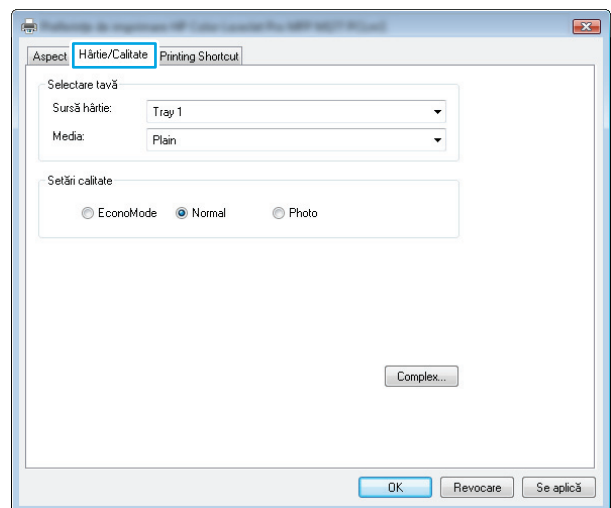 Aspect Hârtie/Calitate Printing Shortcut
Selectare tavă
Sursă hârtie: Tray 1
Media: Plain
Setări calitate
EconoMode Normal Photo
Complex...
OK Revocare Se aplică